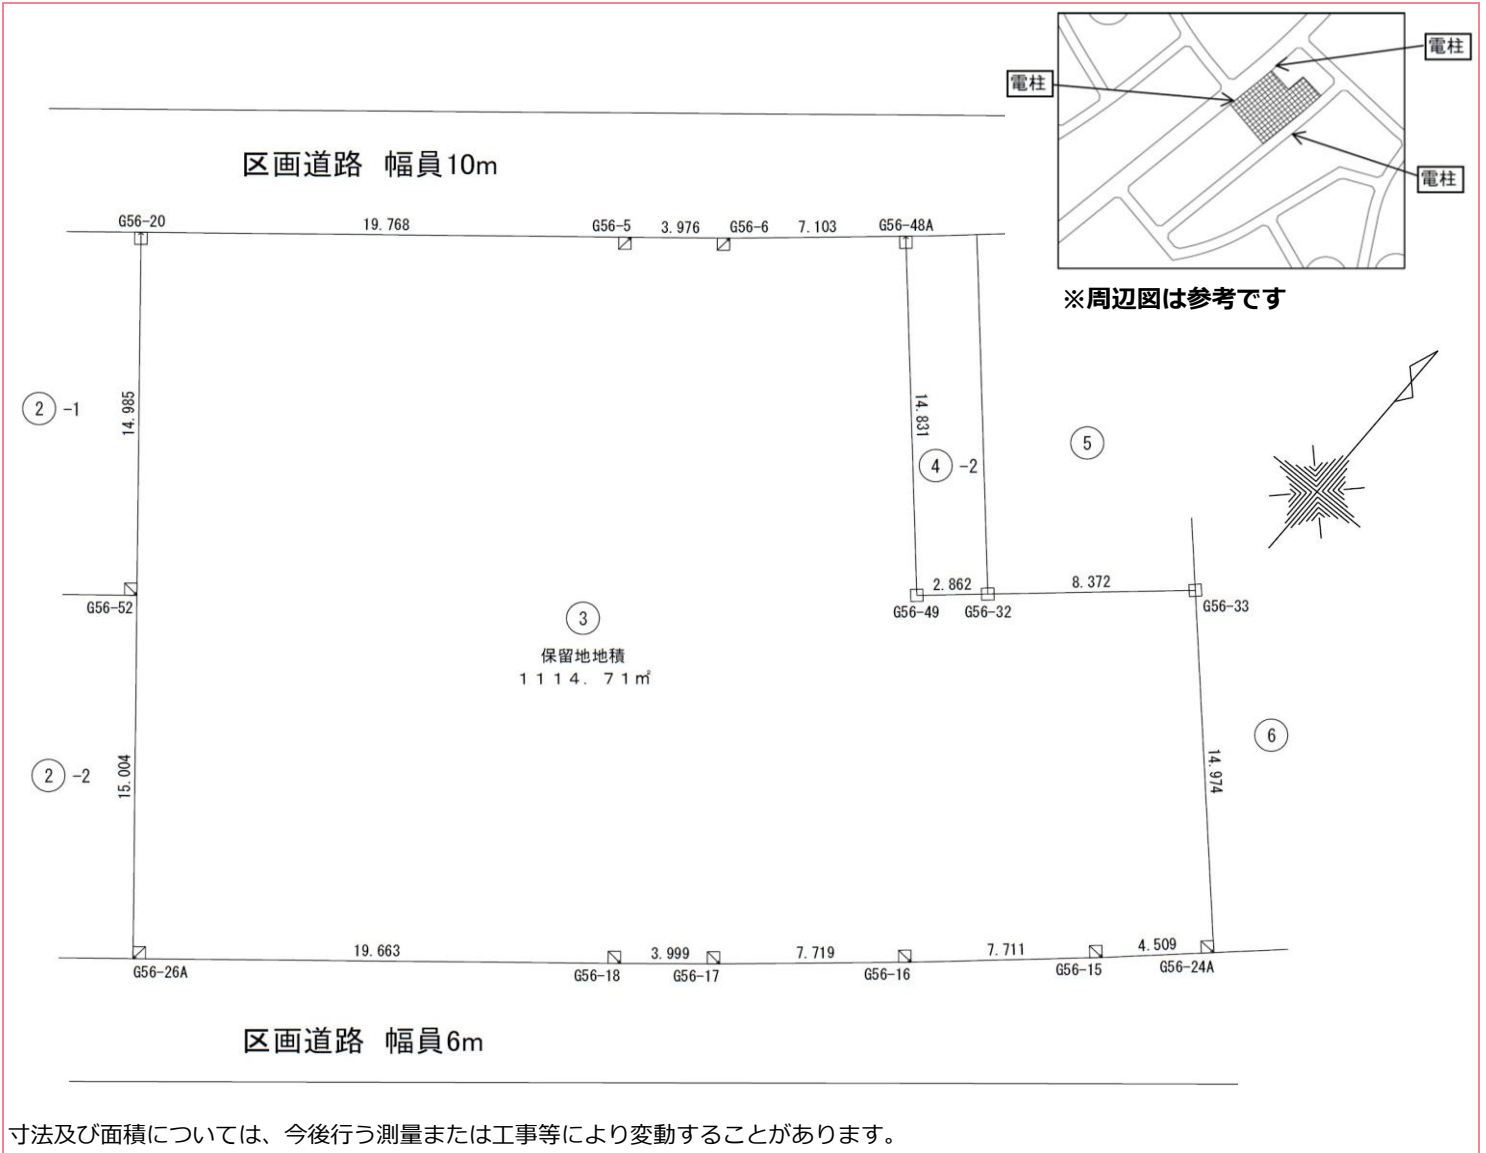 電柱
電柱
電柱
※周辺図は参考です
区画道路 幅員10m
G56-20
19.768
G56-5
3.976
G56-6
7.103
G56-48A
②-1
14.985
14.831
④-2
⑤
G56-52
2.862
8.372
G56-49
G56-32
G56-33
③
保留地地積
1114.71㎡
②-2
15.004
14.974
⑥
19.663
3.999
7.719
7.711
4.509
G56-26A
G56-18
G56-17
G56-16
G56-15
G56-24A
区画道路 幅員6m
寸法及び面積については、今後行う測量または工事等により変動することがあります。